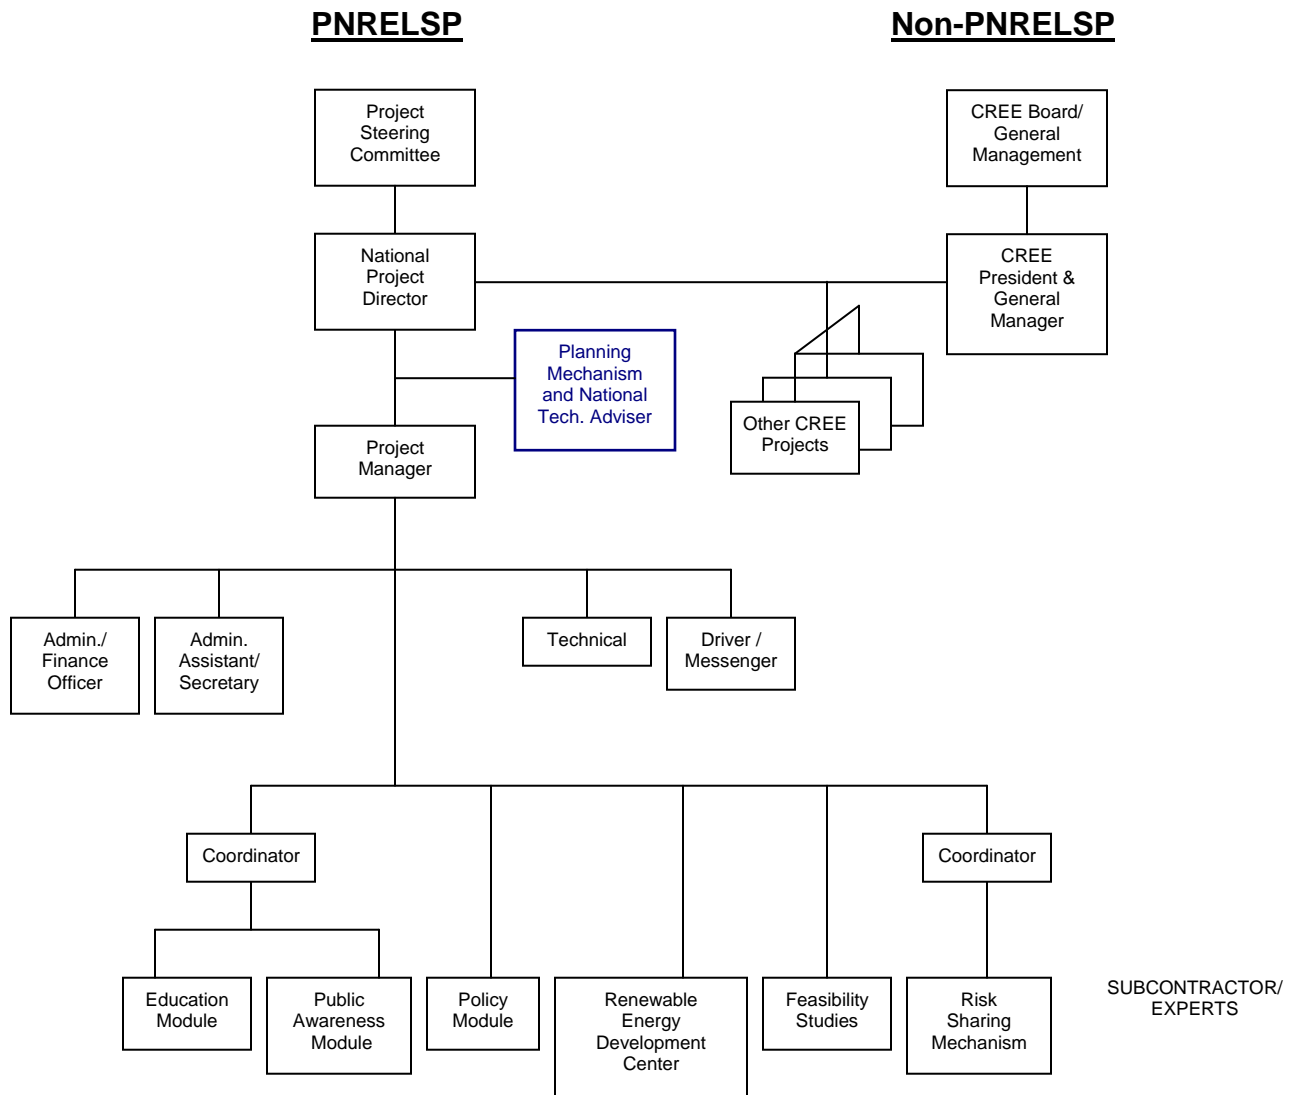 PNRELSP
Non-PNRELSP
Project
Steering
Committee
CREE Board/
General
Management
National
Project
Director
CREE
President &
General
Manager
Planning
Mechanism
and National
Tech. Adviser
Other CREE
Projects
Project
Manager
Admin./
Finance
Officer
Admin.
Assistant/
Secretary
Technical
Driver /
Messenger
Coordinator
Coordinator
Education
Module
Public
Awareness
Module
Policy
Module
Renewable
Energy
Development
Center
Feasibility
Studies
Risk
Sharing
Mechanism
SUBCONTRACTOR/
EXPERTS